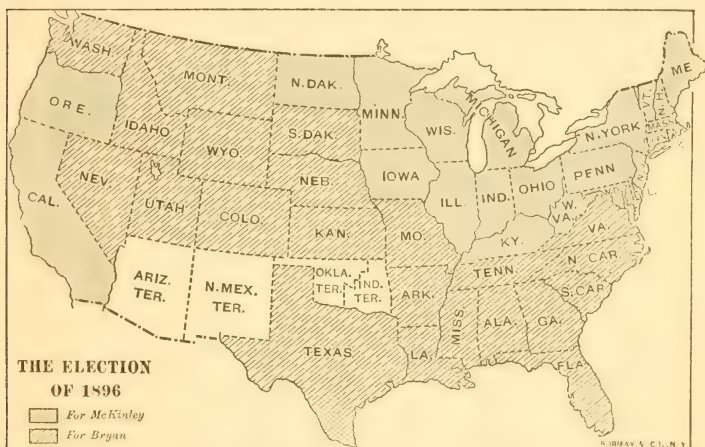 WASH.
MONT.
N.DAK.
MINN.
ME
ORE.
IDAHO
S.DAK.
WIS.
MICHIGAN
VT.
N.H.
MASS
N.YORK
WYO.
IOWA
PENN
NEV.
NEB.
ILL.
IND.
OHIO
CAL.
UTAH
COLO.
KAN.
MO.
W.
VA.
VA.
KY.
N. CAR.
TENN.
ARIZ.
TER.
N.MEX.
TER.
OKLA.
TER.
IND.
TER.
ARK.
S.CAR
MISS.
ALA.
GA.
TEXAS
LA.
FLA.
THE ELECTION
OF 1896
For McKinley
For Bryan